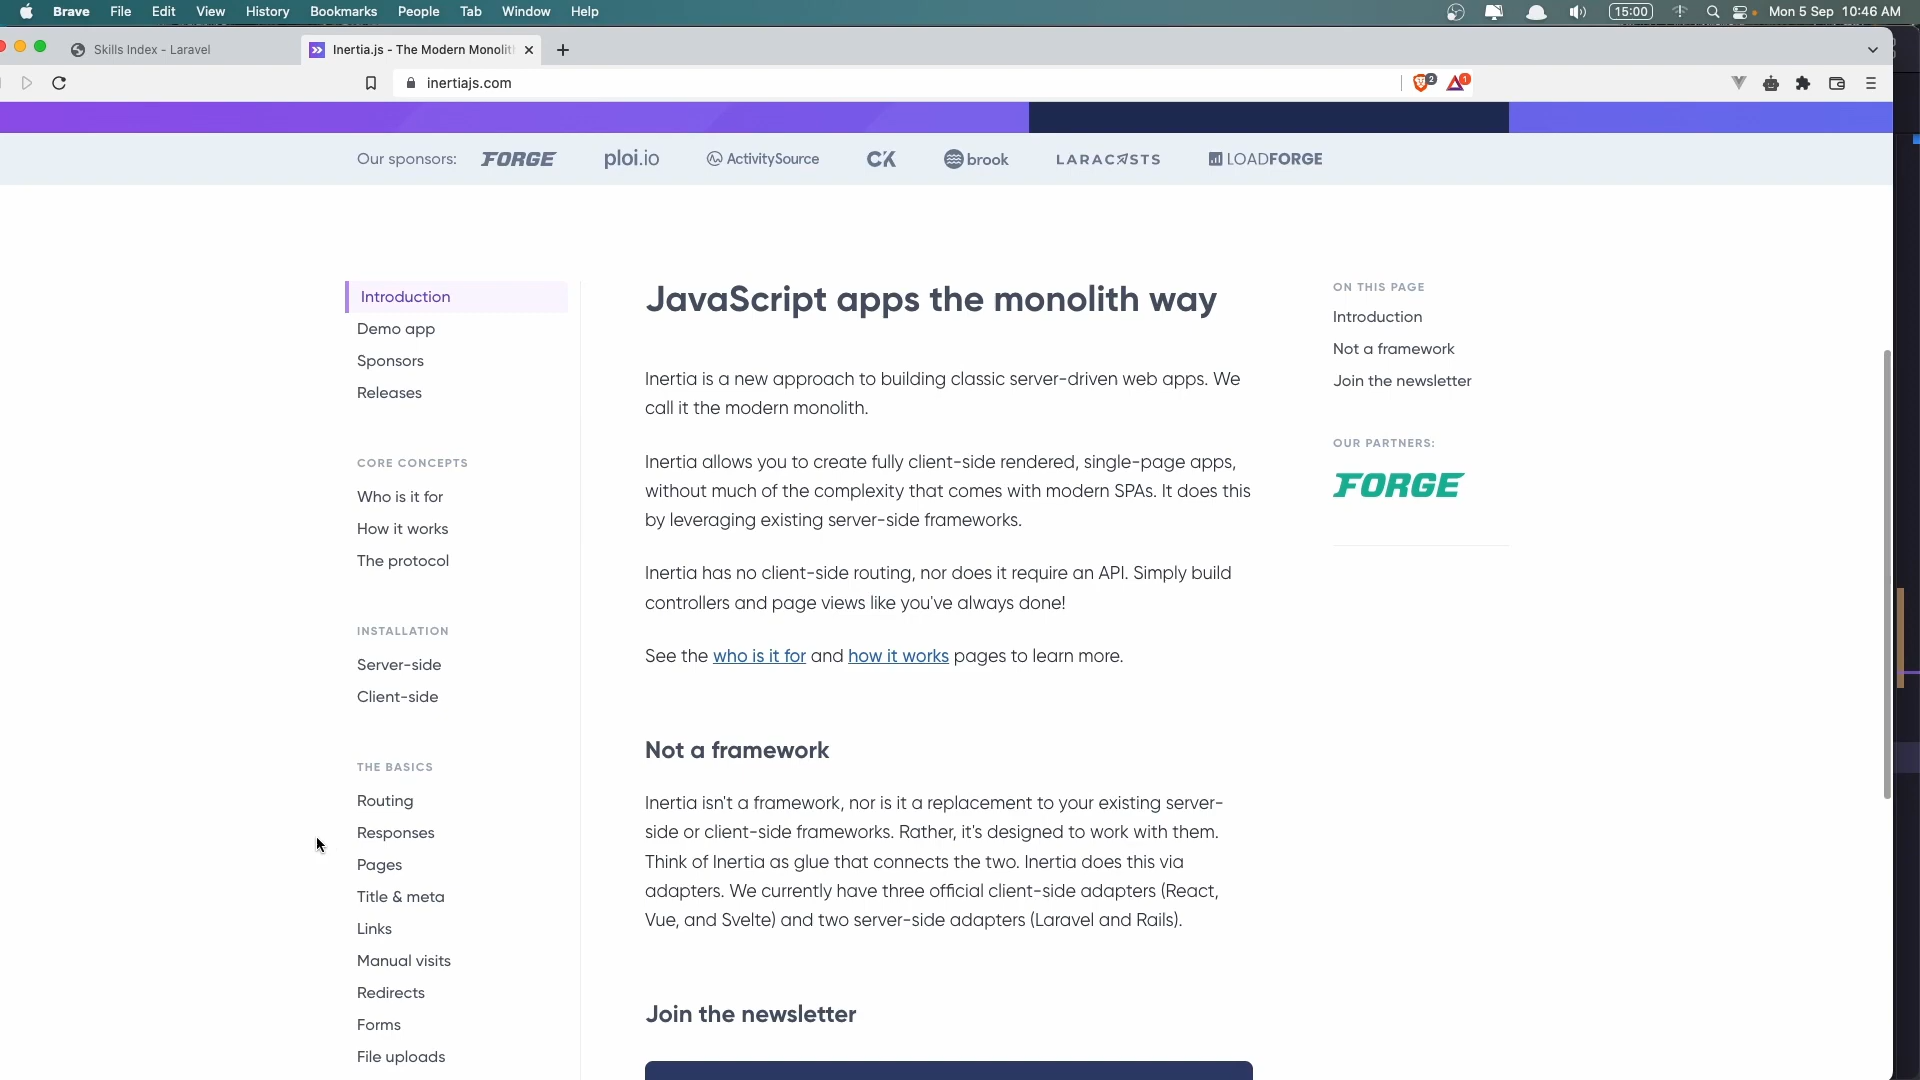 Brave File Edit View History Bookmarks People Tab Window Help 15:00 Mon 5 Sep 10:46 AM
Skills Index - Laravel
Inertia.js - The Modern Monolit
inertiajs.com
2
1
Our sponsors: FORGE ploi.io ActivitySource CK brook LARACASTS LOADFORGE
Introduction
Demo app
Sponsors
Releases
CORE CONCEPTS
Who is it for
How it works
The protocol
INSTALLATION
Server-side
Client-side
THE BASICS
Routing
Responses
Pages
Title & meta
Links
Manual visits
Redirects
Forms
File uploads
JavaScript apps the monolith way
Inertia is a new approach to building classic server-driven web apps. We
call it the modern monolith.
Inertia allows you to create fully client-side rendered, single-page apps,
without much of the complexity that comes with modern SPAs. It does this
by leveraging existing server-side frameworks.
Inertia has no client-side routing, nor does it require an API. Simply build
controllers and page views like you've always done!
See the who is it for and how it works pages to learn more.
Not a framework
Inertia isn't a framework, nor is it a replacement to your existing server-
side or client-side frameworks. Rather, it's designed to work with them.
Think of Inertia as glue that connects the two. Inertia does this via
adapters. We currently have three official client-side adapters (React,
Vue, and Svelte) and two server-side adapters (Laravel and Rails).
Join the newsletter
ON THIS PAGE
Introduction
Not a framework
Join the newsletter
OUR PARTNERS:
FORGE